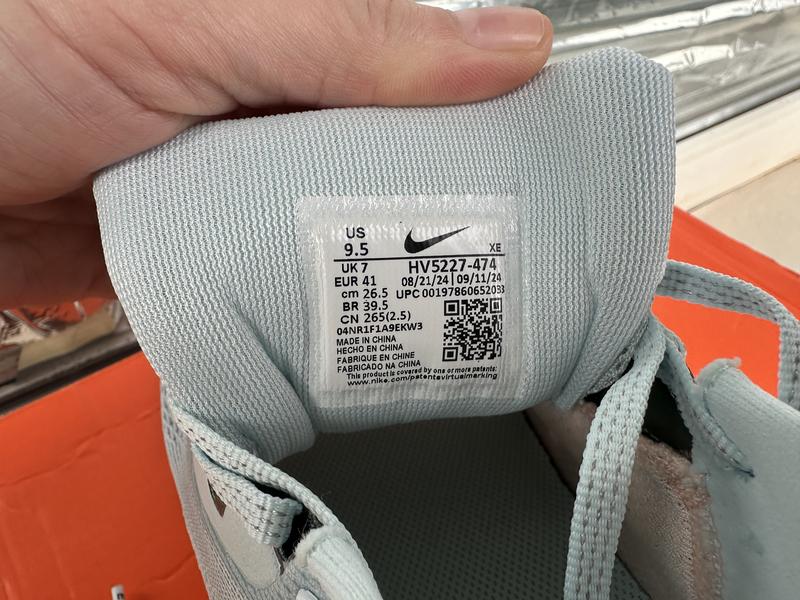 US
9.5
XE
UK 7 HV5227-474
EUR 41 08/21/24 | 09/11/24
cm 26.5 UPC 00197860652033
BR 39.5
CN 265(2.5)
04NR1F1A9EKW3
MADE IN CHINA
HECHO EN CHINA
FABRIQUE EN CHINE
FABRICADO NA CHINA
This product is covered by one or more patents:
www.nike.com/patentsvirtualmarking